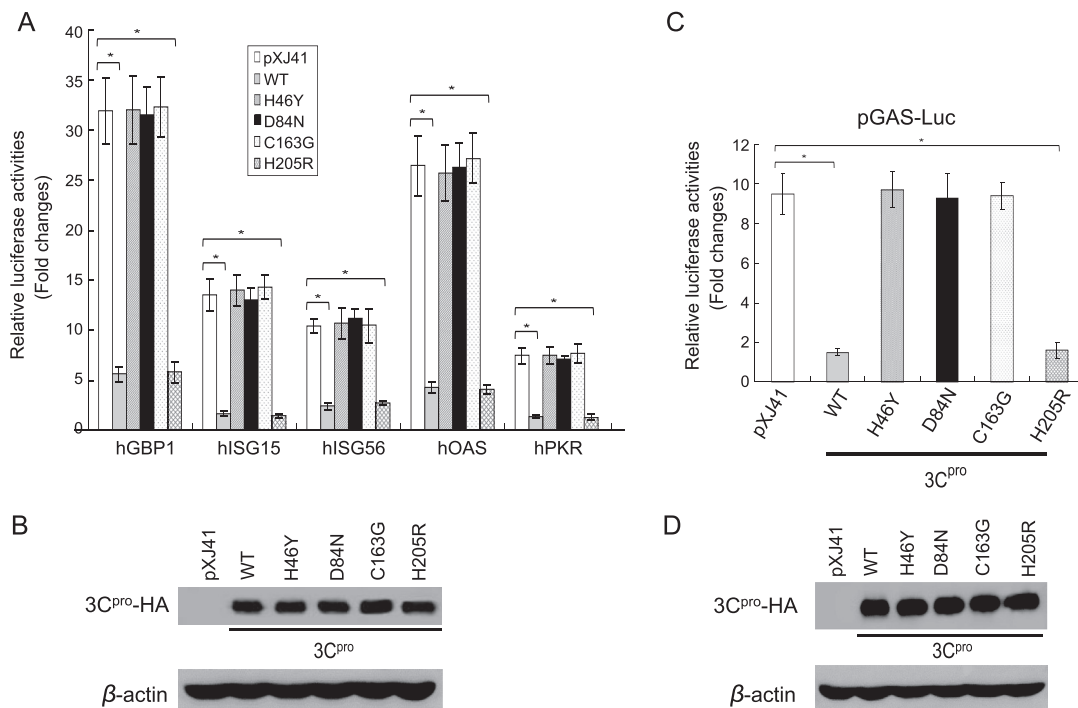 A
40
35
30
25
20
15
10
5
0
Relative luciferase activities
(Fold changes)
pXJ41
WT
H46Y
D84N
C163G
H205R
* * * * * * * * * *
hGBP1 hISG15 hISG56 hOAS hPKR
C
pGAS-Luc
12
10
8
6
4
2
0
Relative luciferase activities
(Fold changes)
* *
pXJ41 WT H46Y D84N C163G H205R
3Cpro
B
pXJ41 WT H46Y D84N C163G H205R
3Cpro-HA
3Cpro
β-actin
D
pXJ41 WT H46Y D84N C163G H205R
3Cpro-HA
3Cpro
β-actin